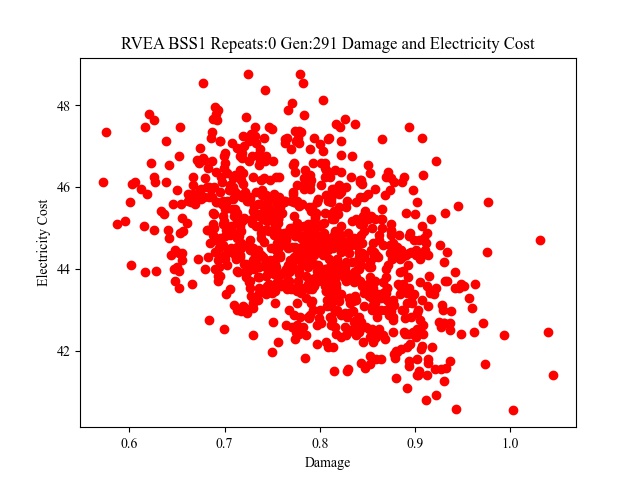 RVEA BSS1 Repeats:0 Gen:291 Damage and Electricity Cost
48
46
44
42
Electricity Cost
0.6 0.7 0.8 0.9 1.0
Damage